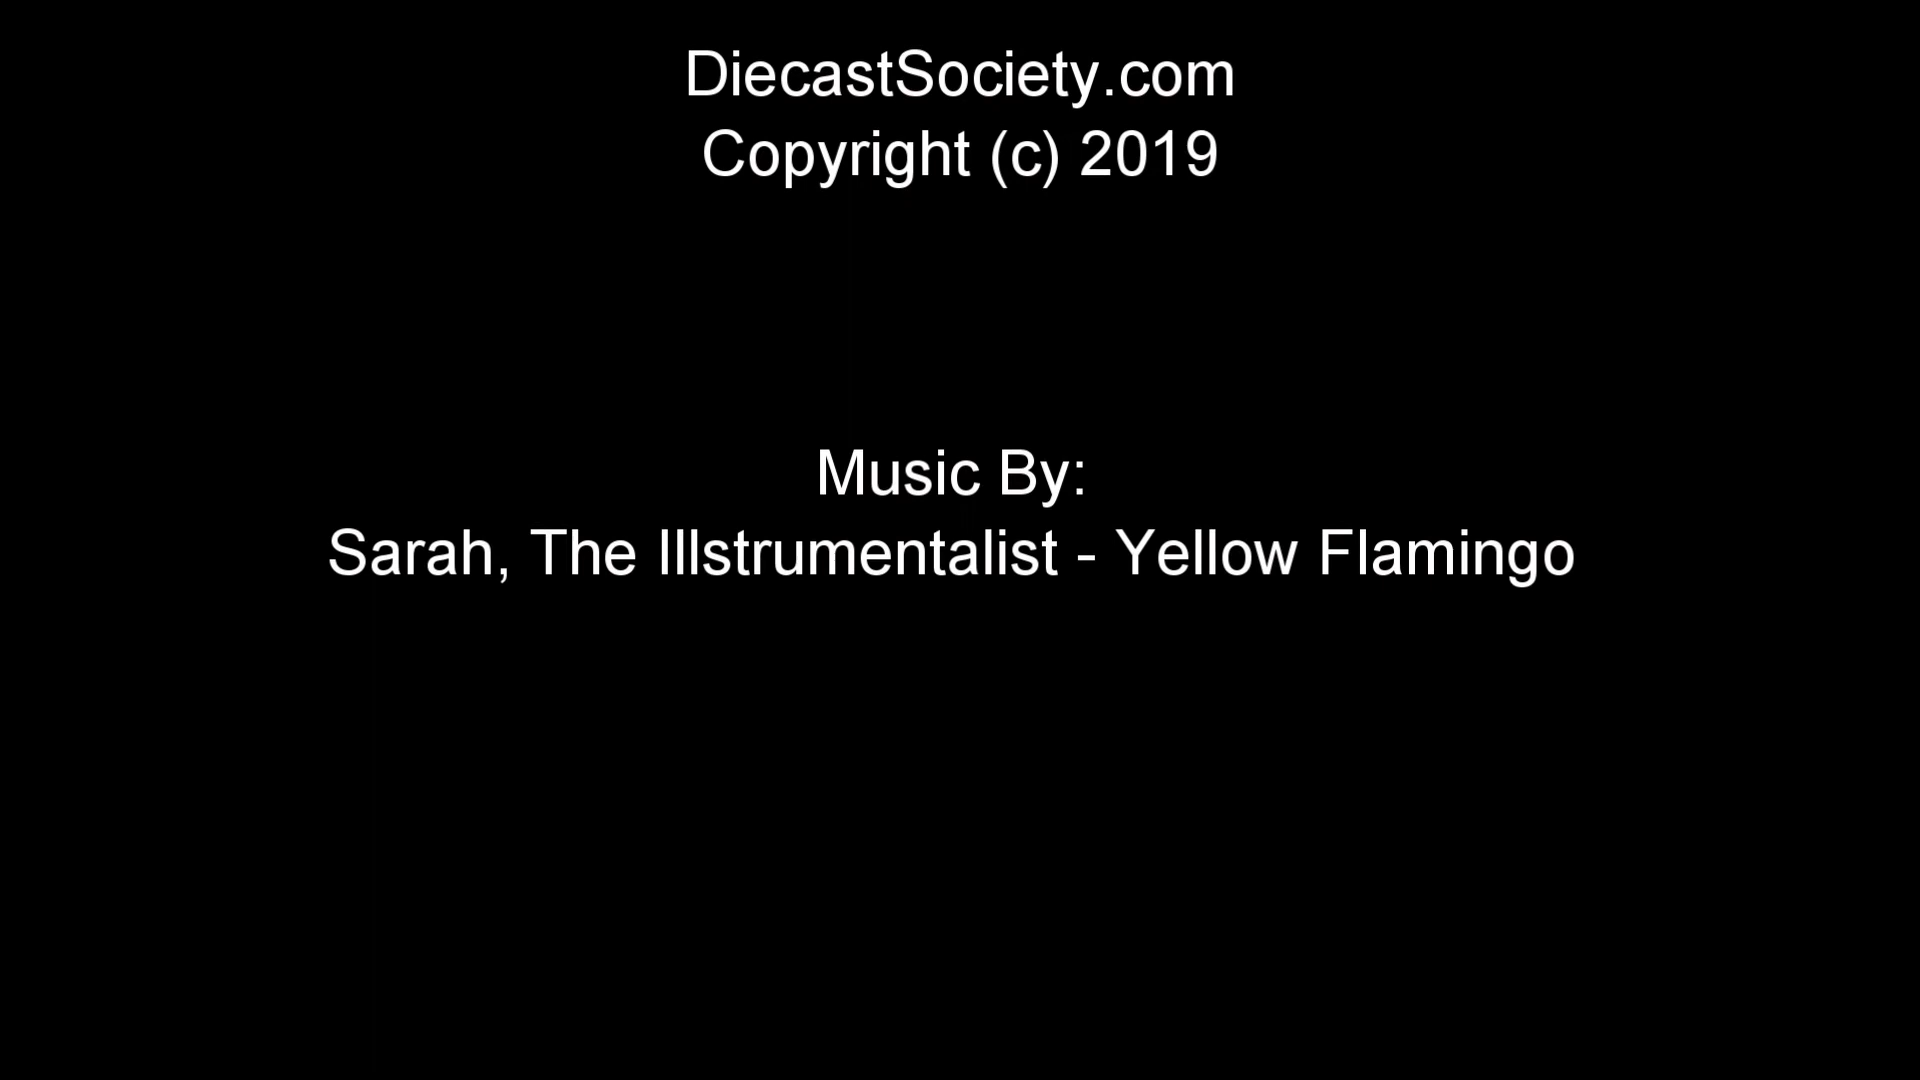 DiecastSociety.com
Copyright (c) 2019
Music By:
Sarah, The Illstrumentalist - Yellow Flamingo